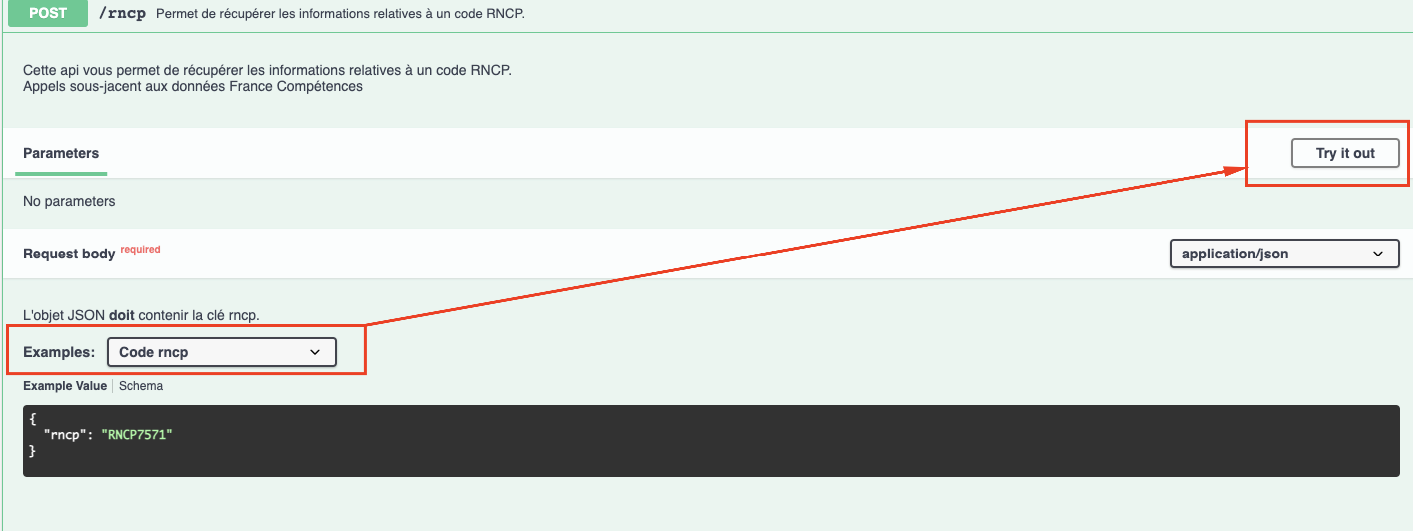 POST /rncp Permet de récupérer les informations relatives à un code RNCP.
Cette api vous permet de récupérer les informations relatives à un code RNCP.
Appels sous-jacent aux données France Compétences
Parameters Try it out
No parameters
Request body required application/json
L'objet JSON doit contenir la clé rncp.
Examples: Code rncp
Example Value Schema
{
"rncp": "RNCP7571"
}